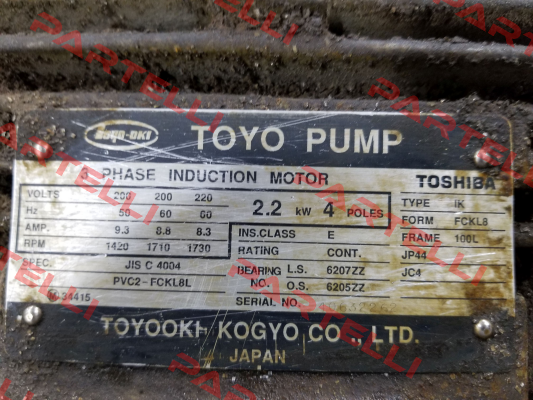 TOYO-OKI TOYO PUMP
3 PHASE INDUCTION MOTOR TOSHIBA
VOLTS 200 200 220 2.2 kW 4 POLES TYPE IK
Hz 50 60 60 FORM FCKL8
AMP. 9.3 8.8 8.3 INS.CLASS E FRAME 100L
RPM 1420 1710 1730 RATING CONT. JP44
SPEC. JIS C 4004 BEARING L.S. 6207ZZ JC4
PVC2-FCKL8L NO. O.S. 6205ZZ
34415 SERIAL NO.
TOYOOKI KOGYO CO., LTD.
JAPAN
PARTELLI